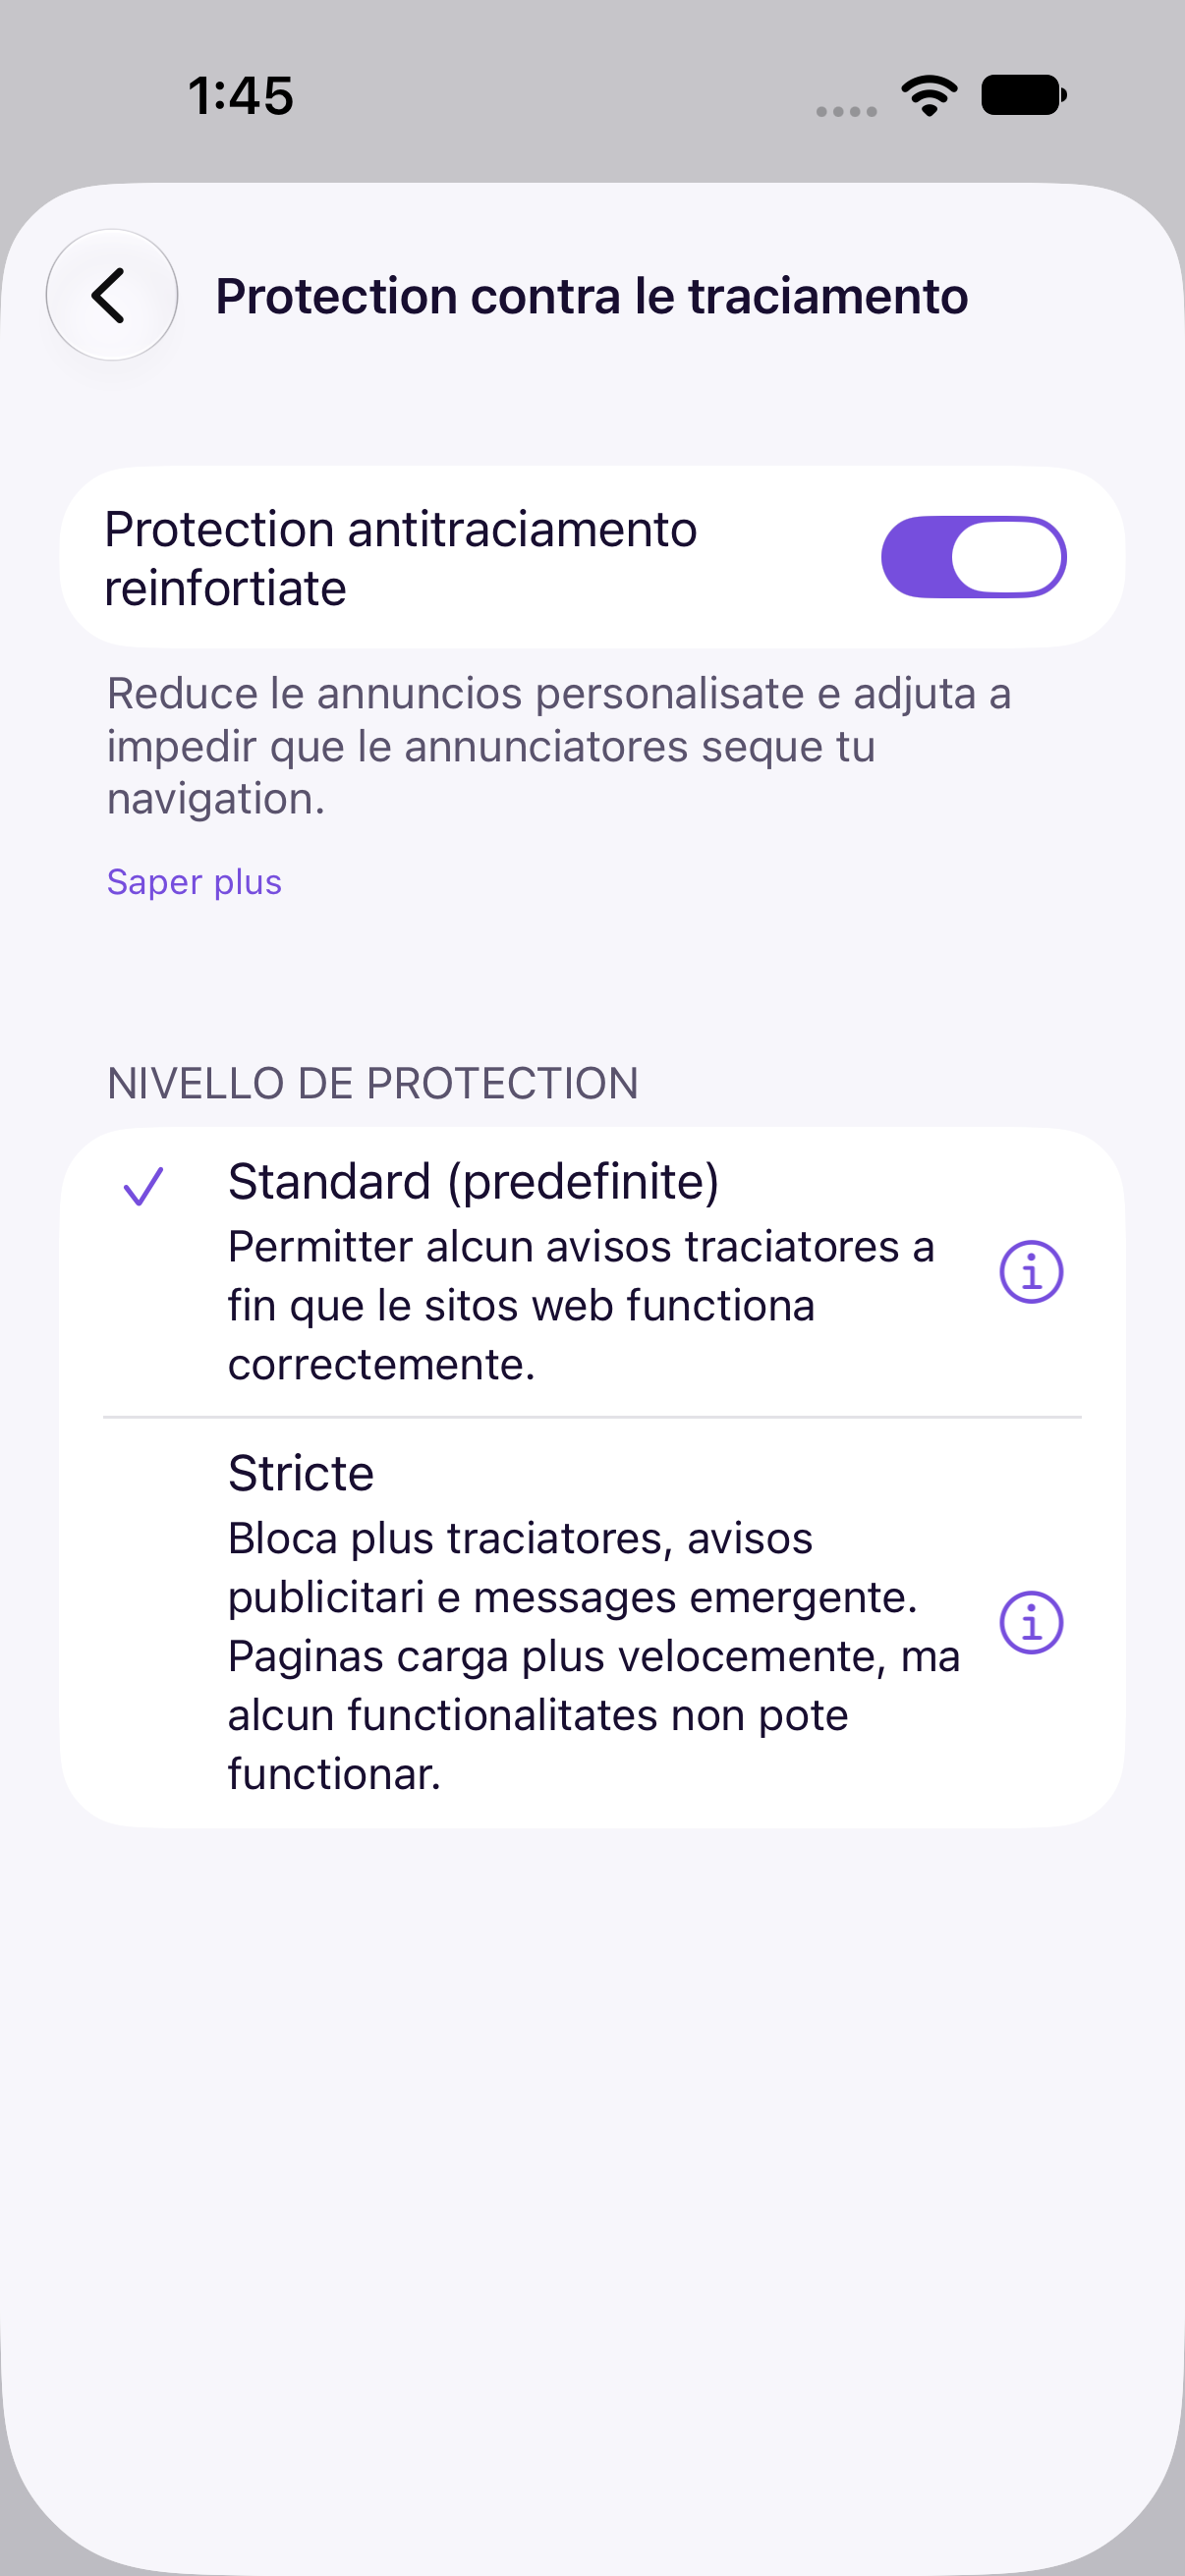 1:45
Protection contra le traciamento
Protection antitraciamento
reinfortiate
Reduce le annuncios personalisate e adjuta a
impedir que le annunciatores seque tu
navigation.
Saper plus
NIVELLO DE PROTECTION
Standard (predefinite)
Permitter alcun avisos traciatores a
fin que le sitos web functiona
correctemente.
Stricte
Bloca plus traciatores, avisos
publicitari e messages emergente.
Paginas carga plus velocemente, ma
alcun functionalitates non pote
functionar.